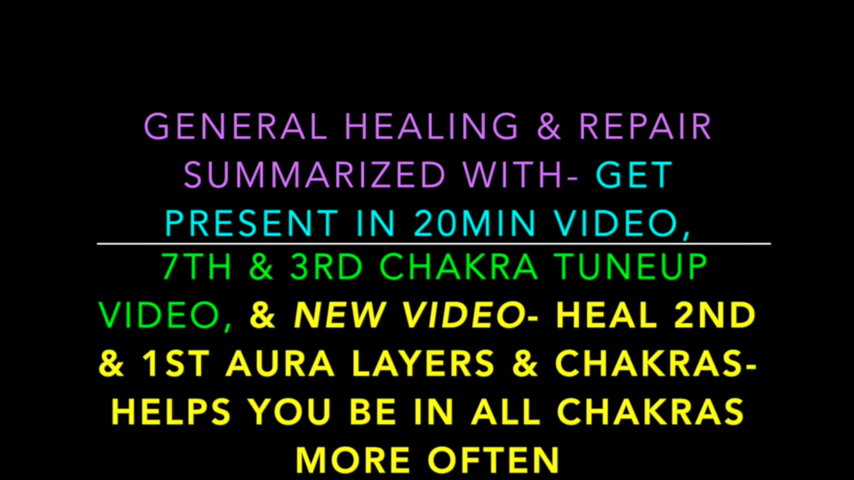 GENERAL HEALING & REPAIR
SUMMARIZED WITH- GET
PRESENT IN 20MIN VIDEO,
7TH & 3RD CHAKRA TUNEUP
VIDEO, & NEW VIDEO- HEAL 2ND
& 1ST AURA LAYERS & CHAKRAS-
HELPS YOU BE IN ALL CHAKRAS
MORE OFTEN